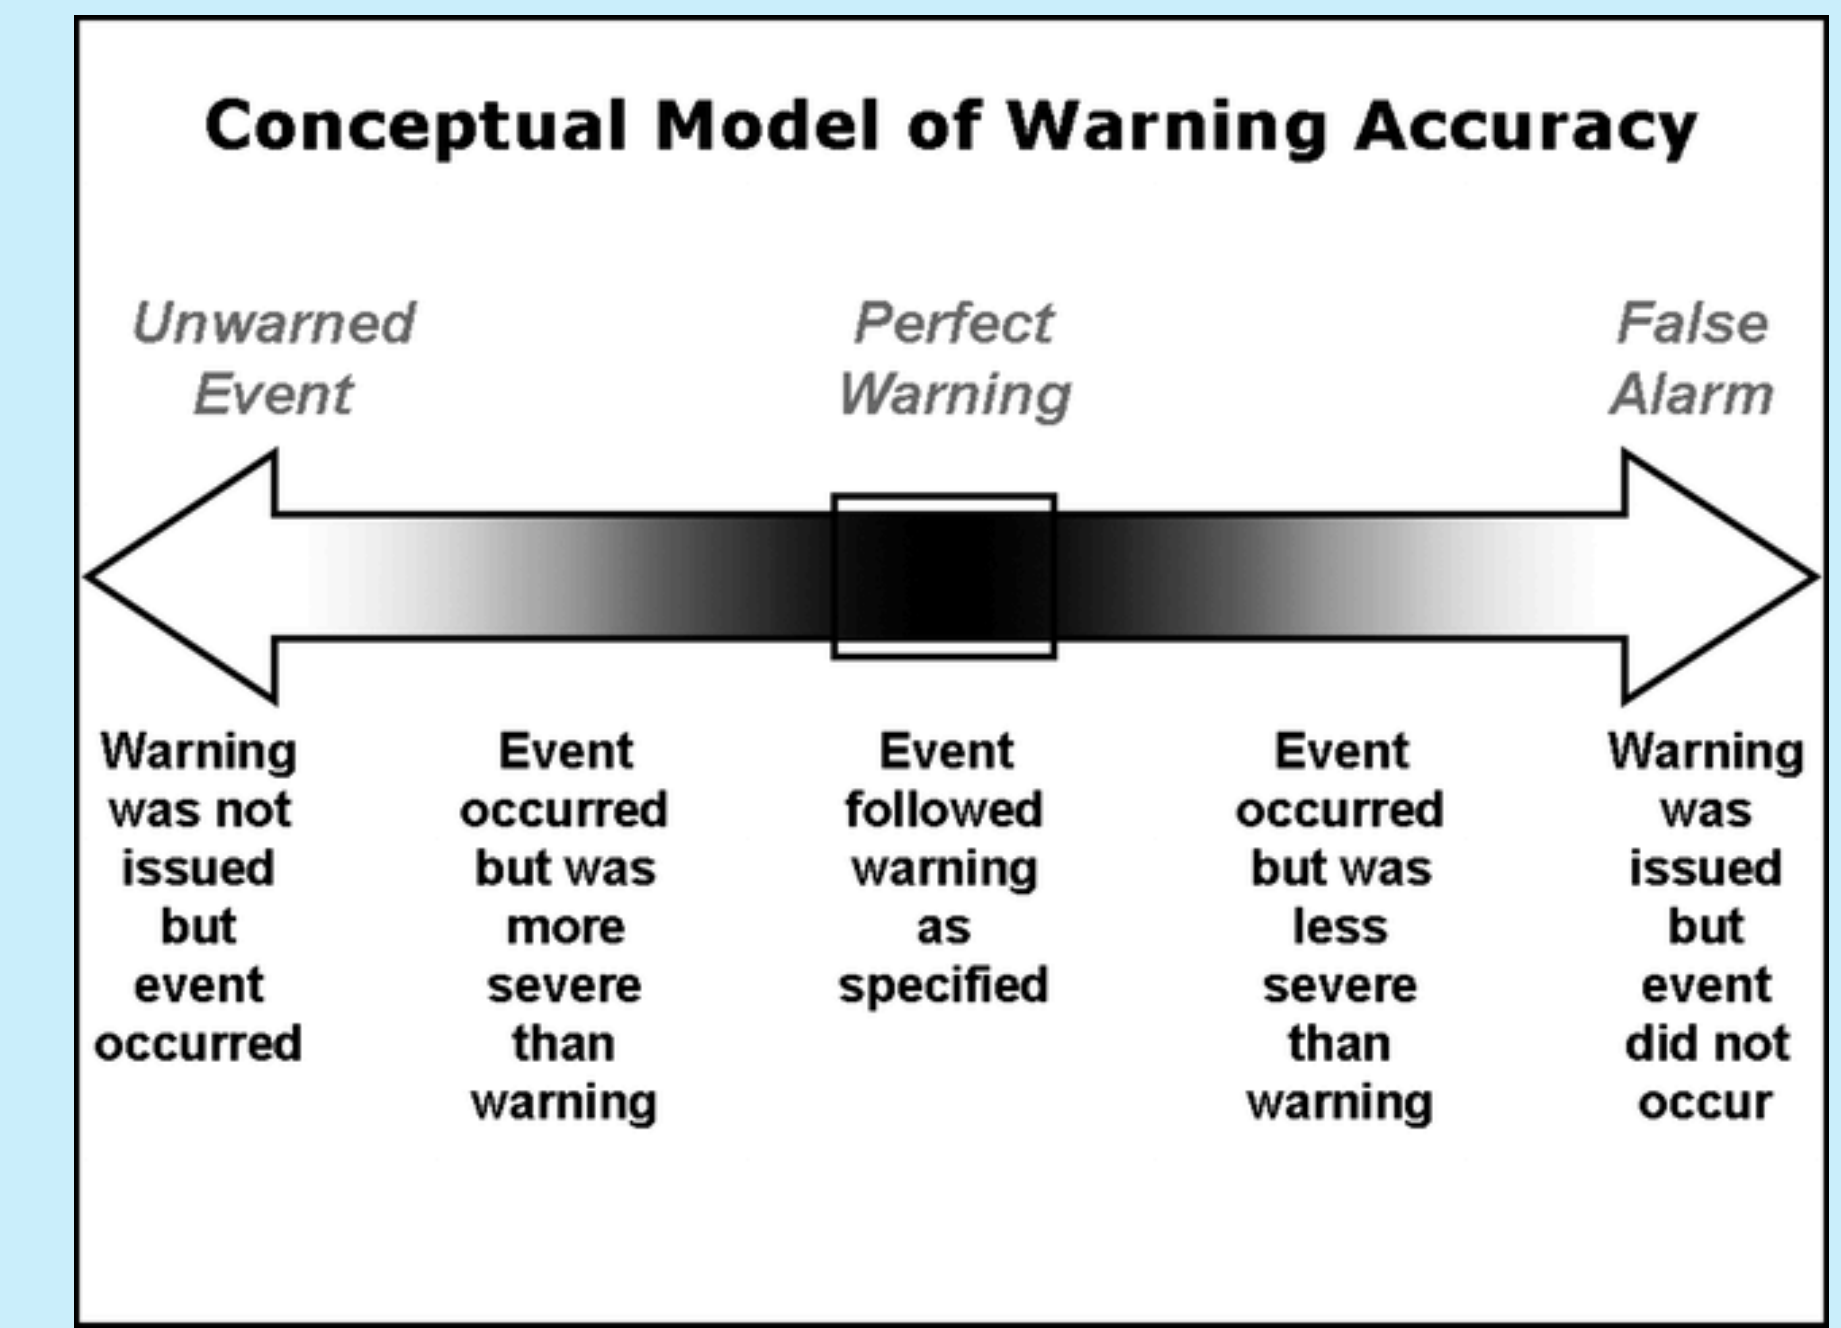 Conceptual Model of Warning Accuracy
Unwarned
Event
Perfect
Warning
False
Alarm
Warning
was not
issued
but
event
occurred
Event
occurred
but was
more
severe
than
warning
Event
followed
warning
as
specified
Event
occurred
but was
less
severe
than
warning
Warning
was
issued
but
event
did not
occur